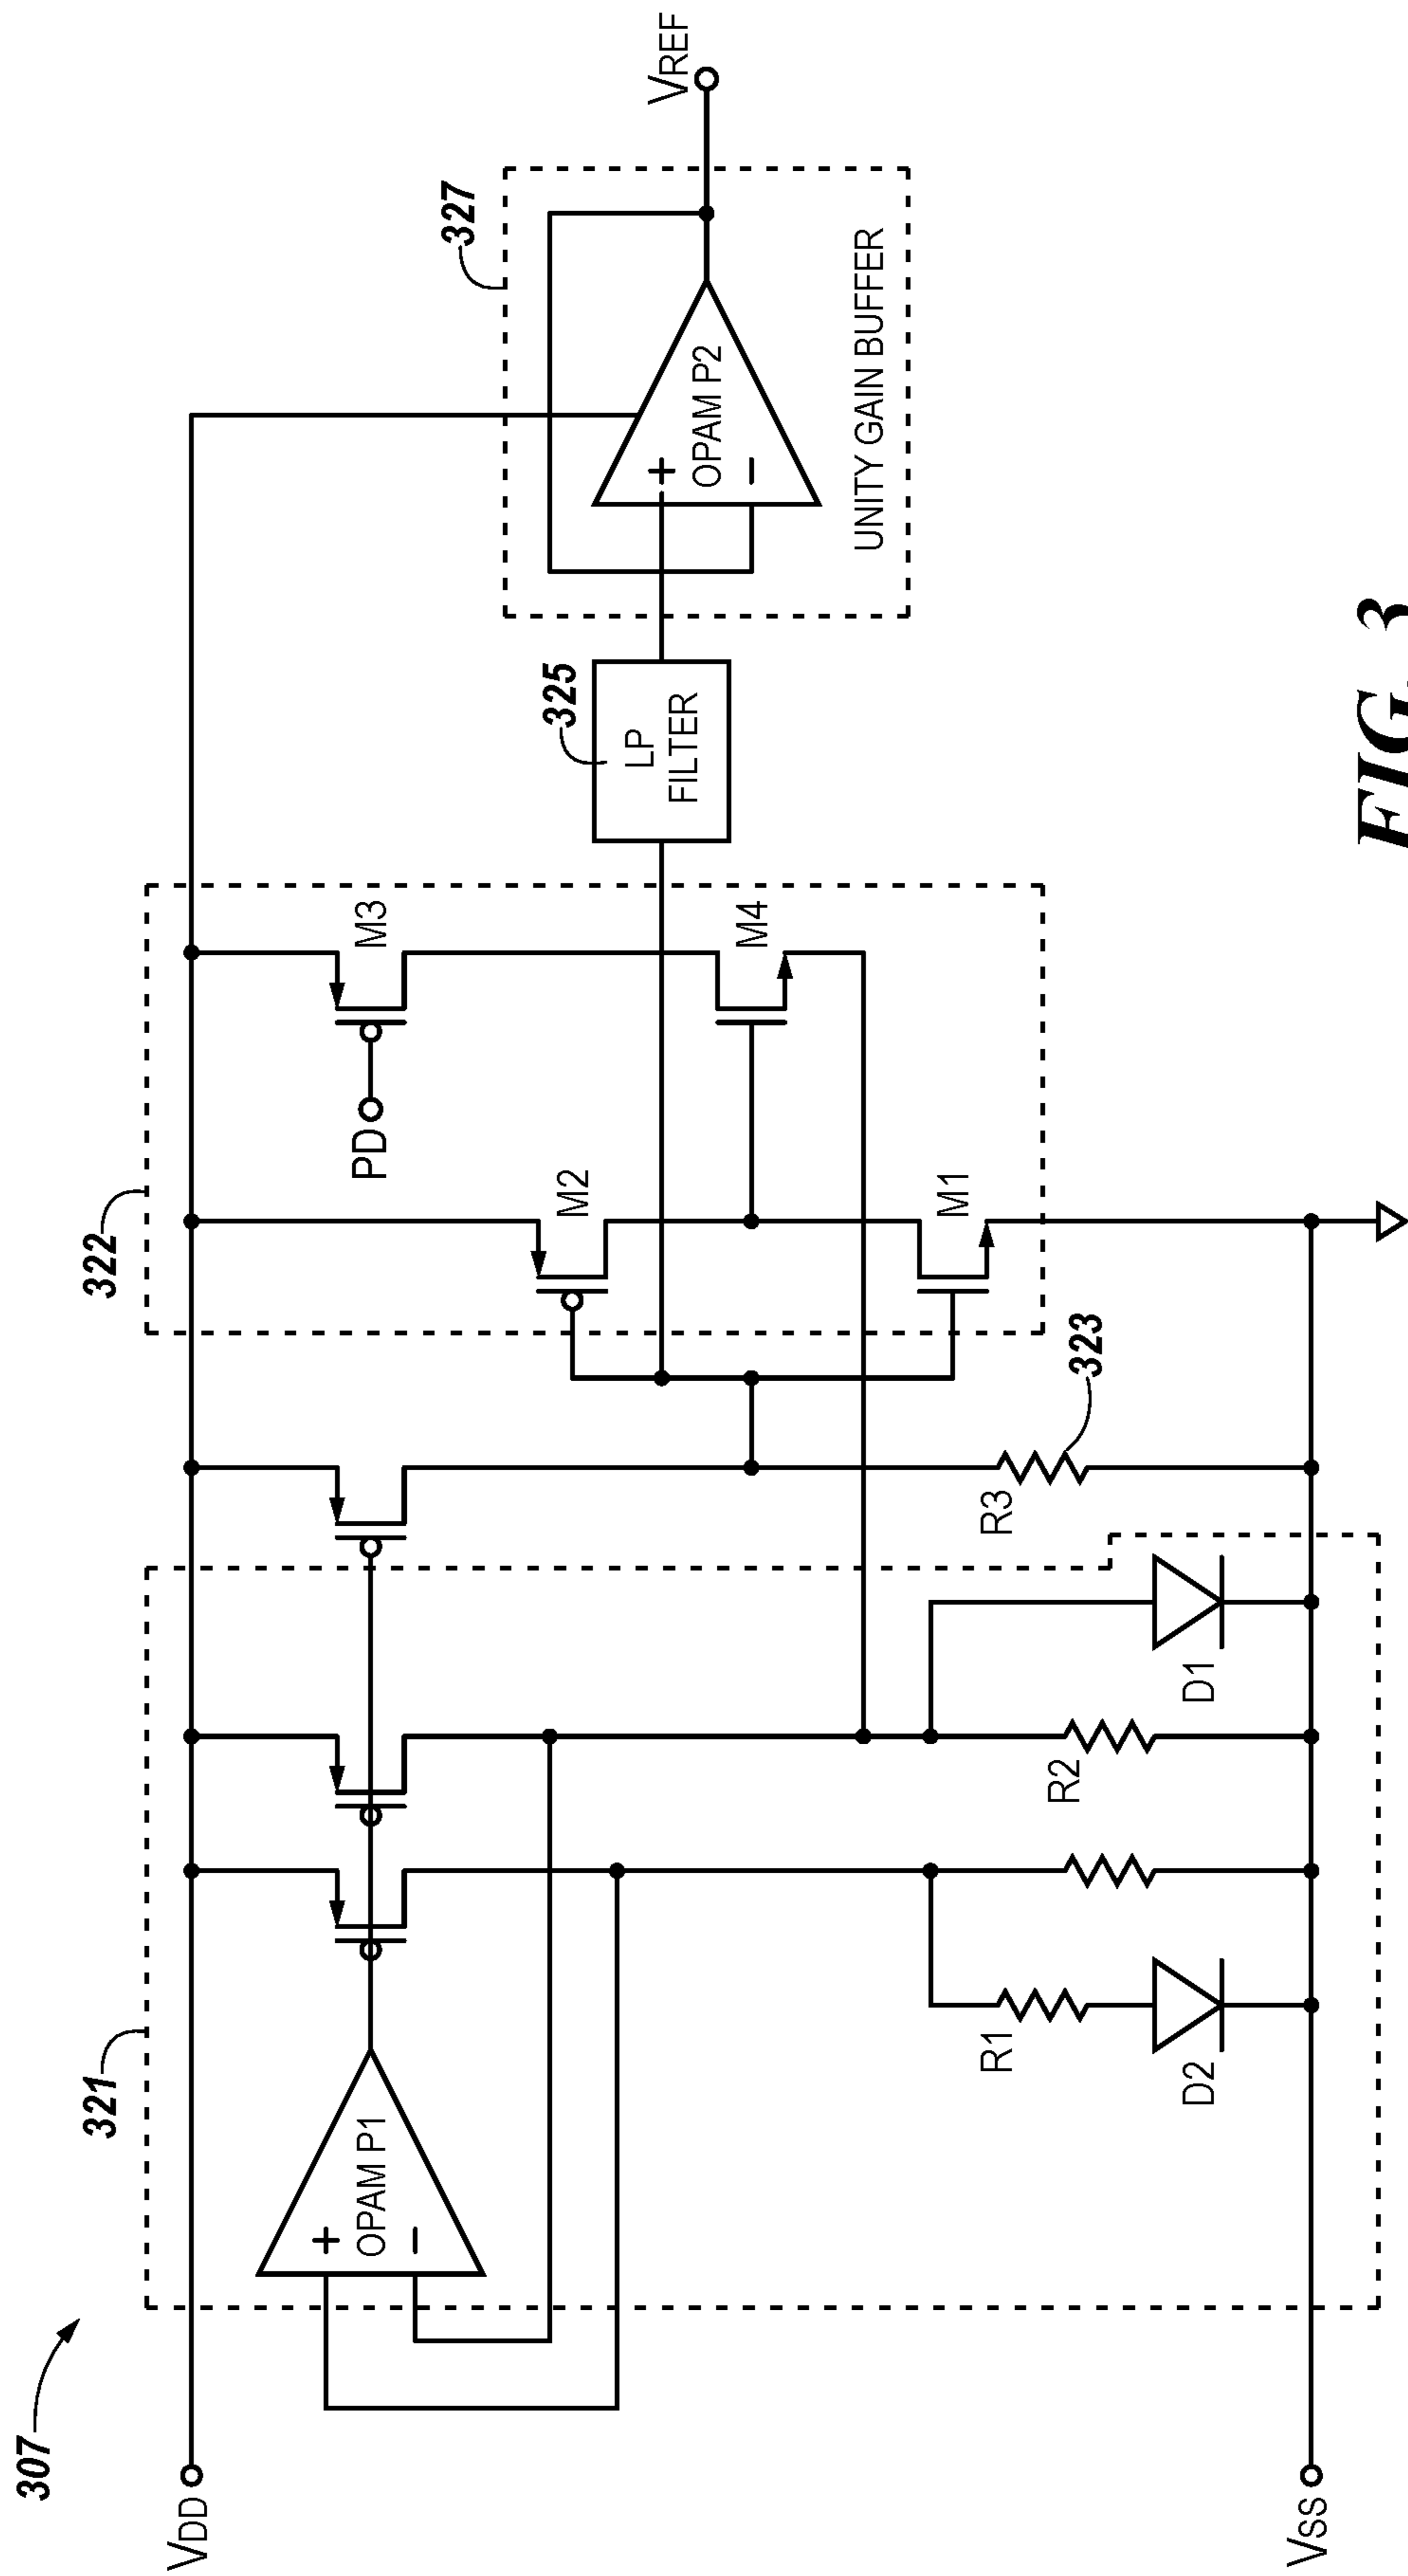 307
VDD
VSS
321
OPAM P1
+
−
R1
D2
R2
D1
R3
323
322
PD
M3
M2
M4
M1
325
LP
FILTER
327
+
OPAM P2
−
UNITY GAIN BUFFER
VREF
FIG. 3